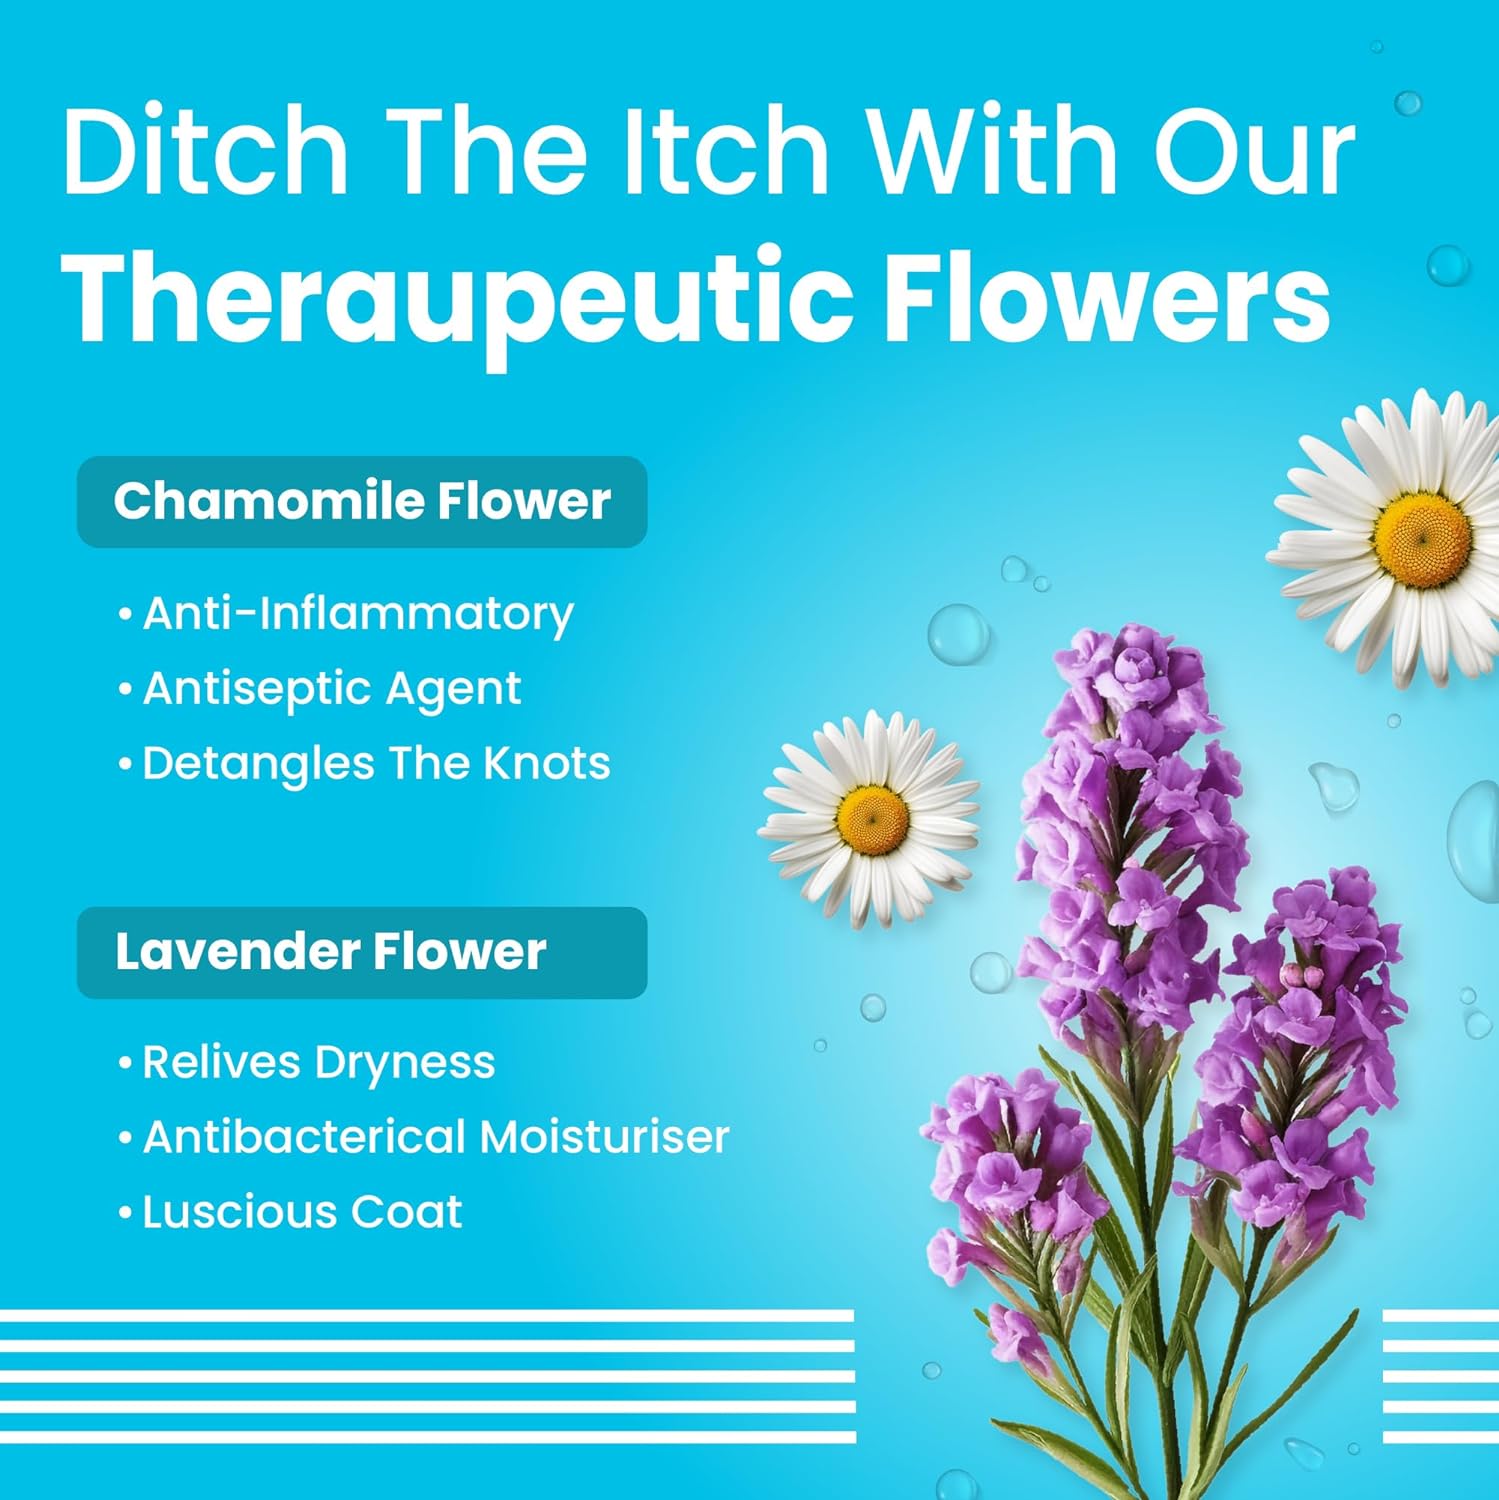 Ditch The Itch With Our
Theraupeutic Flowers
Chamomile Flower
• Anti-Inflammatory
• Antiseptic Agent
• Detangles The Knots
Lavender Flower
• Relives Dryness
• Antibacterical Moisturiser
• Luscious Coat